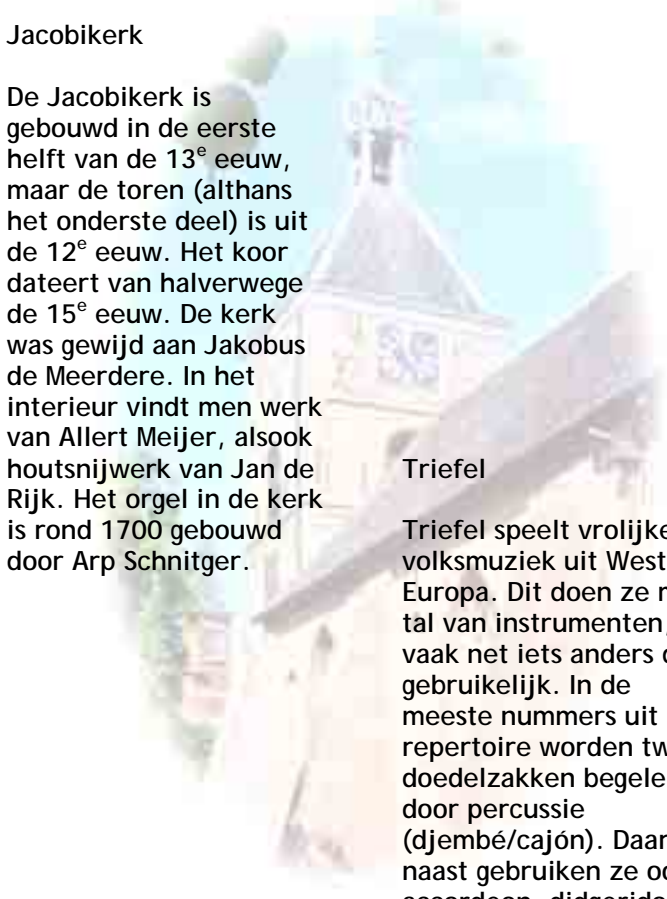 Jacobikerk
De Jacobikerk is
gebouwd in de eerste
helft van de 13e eeuw,
maar de toren (althans
het onderste deel) is uit
de 12e eeuw. Het koor
dateert van halverwege
de 15e eeuw. De kerk
was gewijd aan Jakobus
de Meerdere. In het
interieur vindt men werk
van Allert Meijer, alsook
houtsnijwerk van Jan de
Rijk. Het orgel in de kerk
is rond 1700 gebouwd
door Arp Schnitger.
Triefel
Triefel speelt vrolijke
volksmuziek uit West
Europa. Dit doen ze
tal van instrumenten,
vaak net iets anders
gebruikelijk. In de
meeste nummers uit
repertoire worden
doedelzakken
door percussie
(djembé/cajón).
naast gebruiken ze